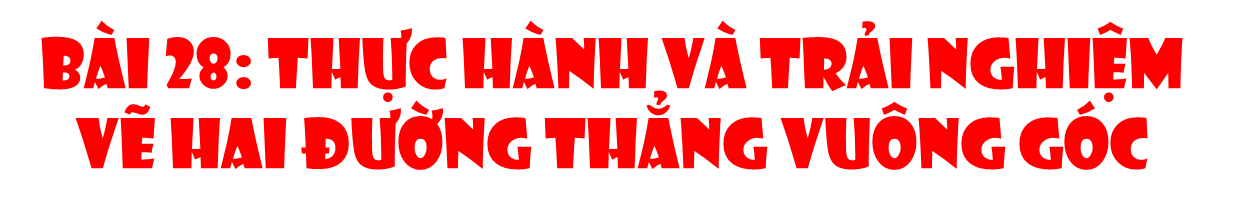 BÀI 28: THỰC HÀNH VÀ TRẢI NGHIỆM
VẼ HAI ĐƯỜNG THẲNG VUÔNG GÓC